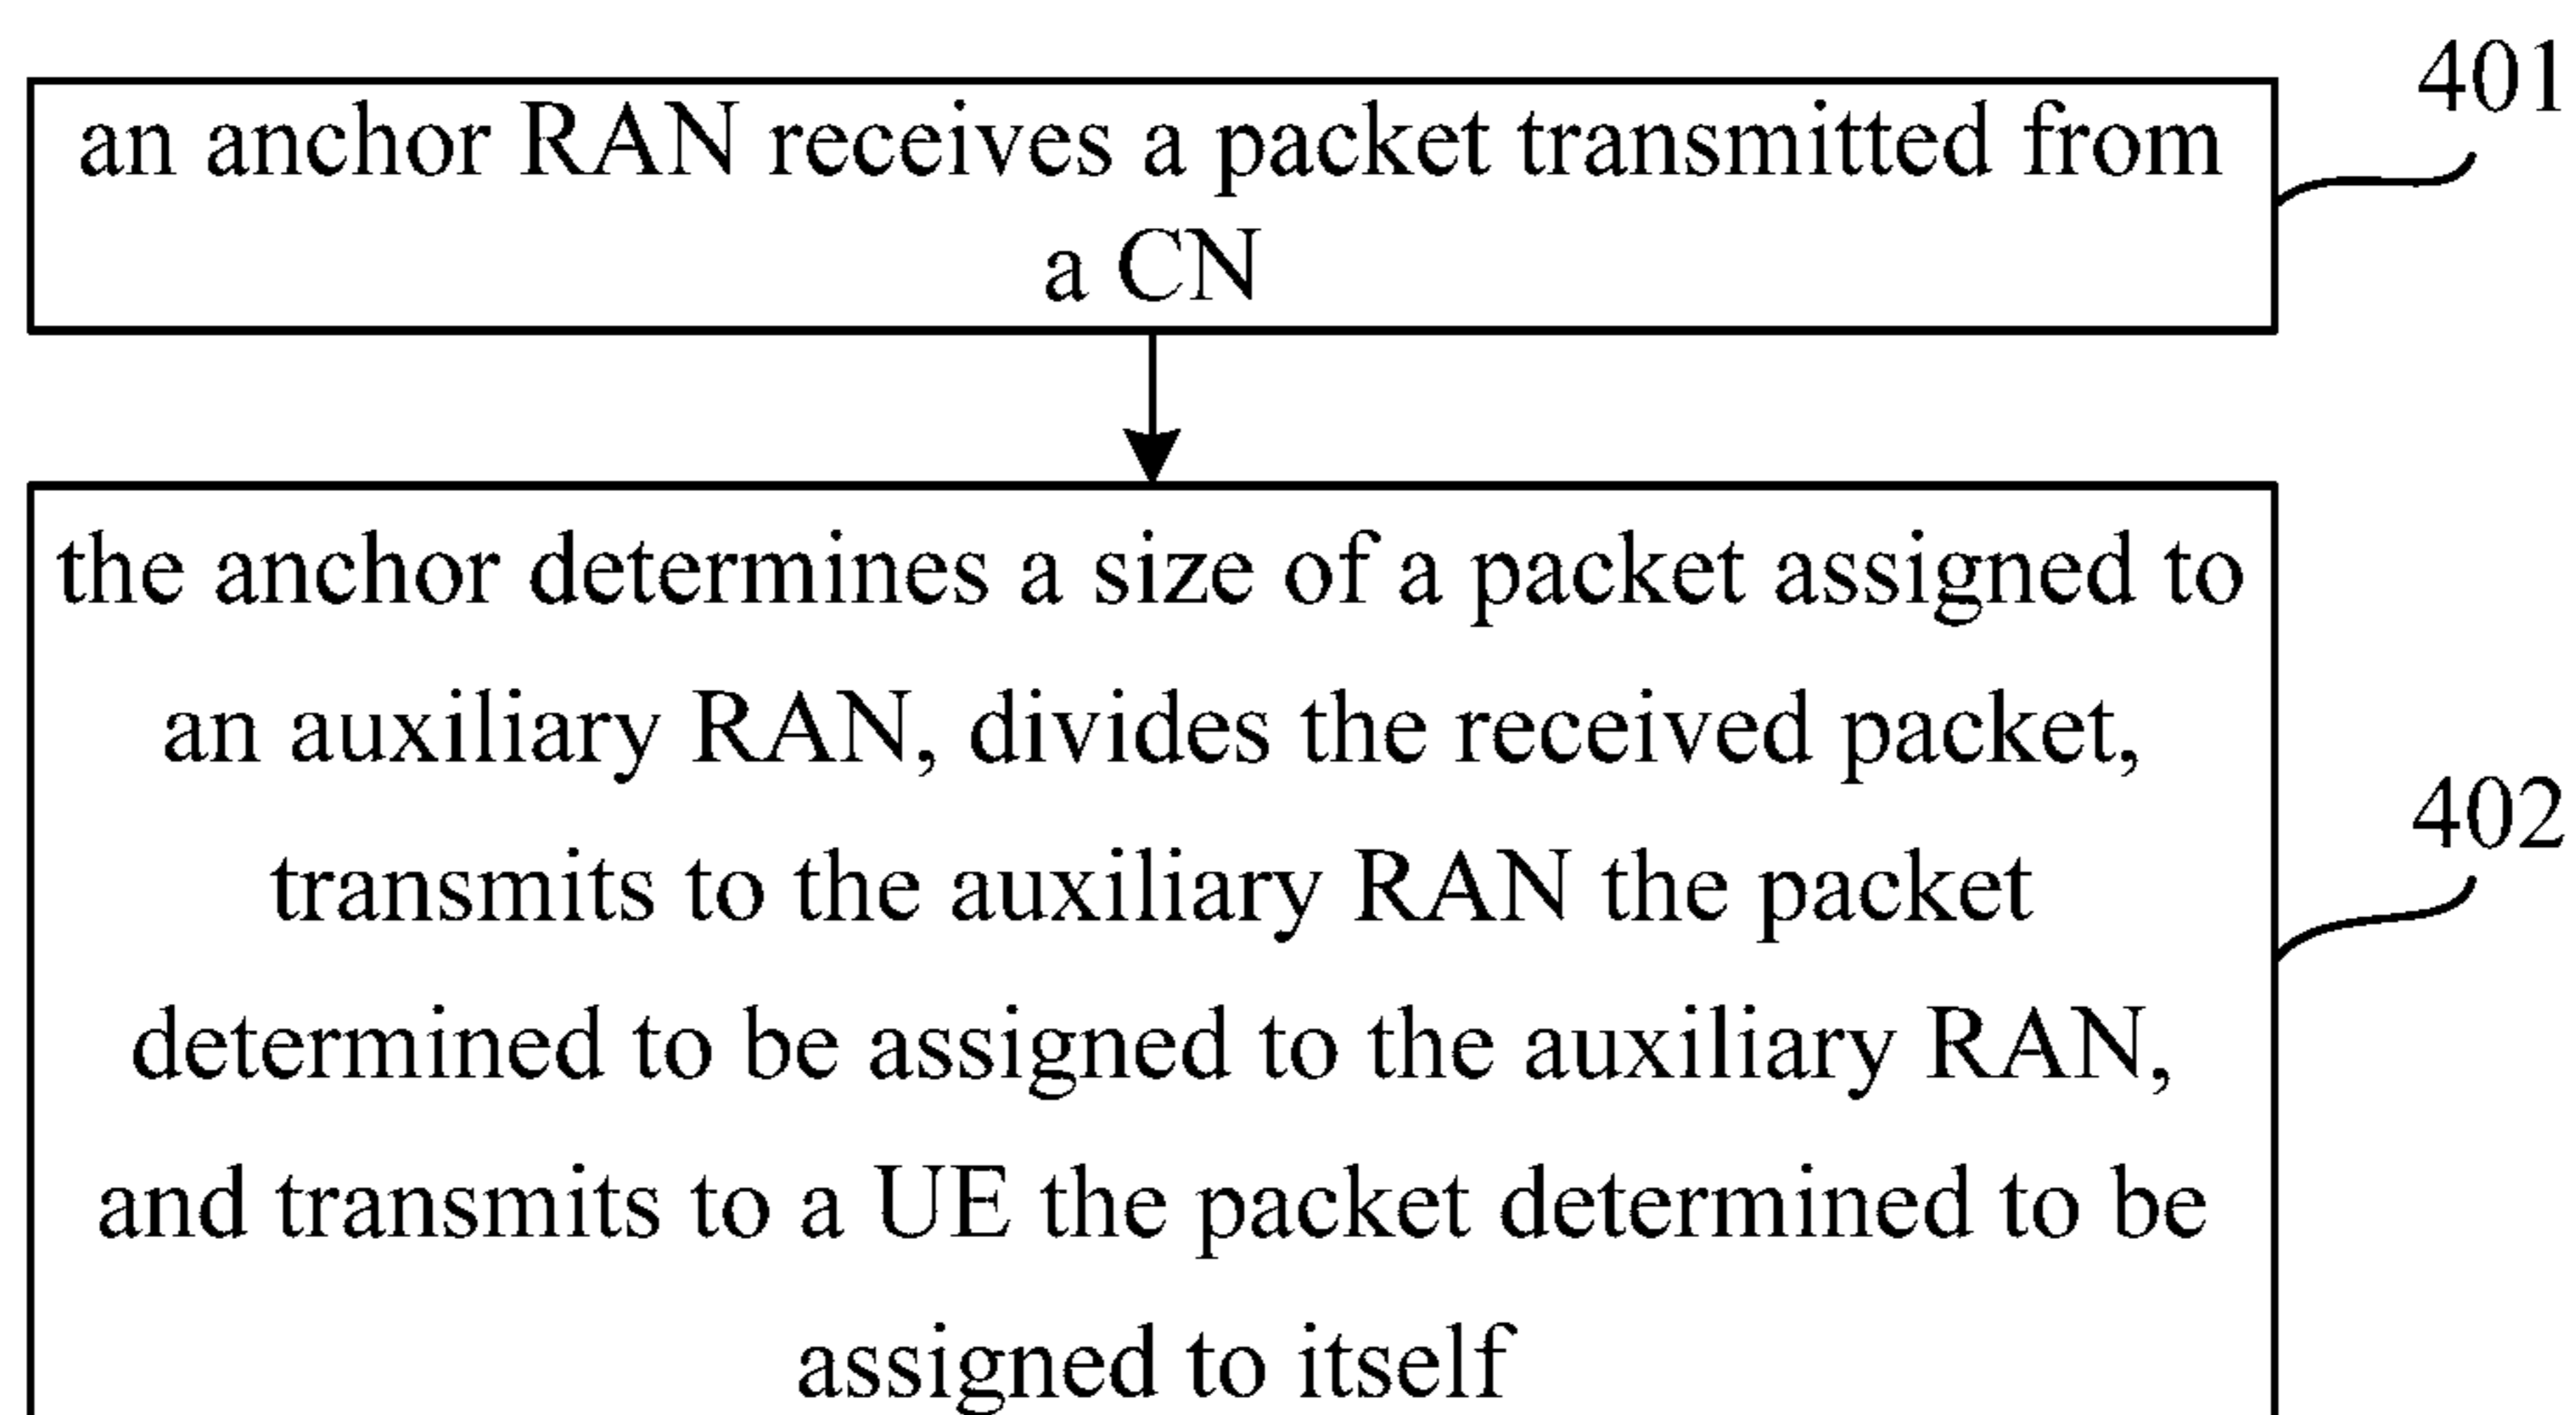 an anchor RAN receives a packet transmitted from
a CN
401
the anchor determines a size of a packet assigned to
an auxiliary RAN, divides the received packet,
transmits to the auxiliary RAN the packet
determined to be assigned to the auxiliary RAN,
and transmits to a UE the packet determined to be
assigned to itself
402